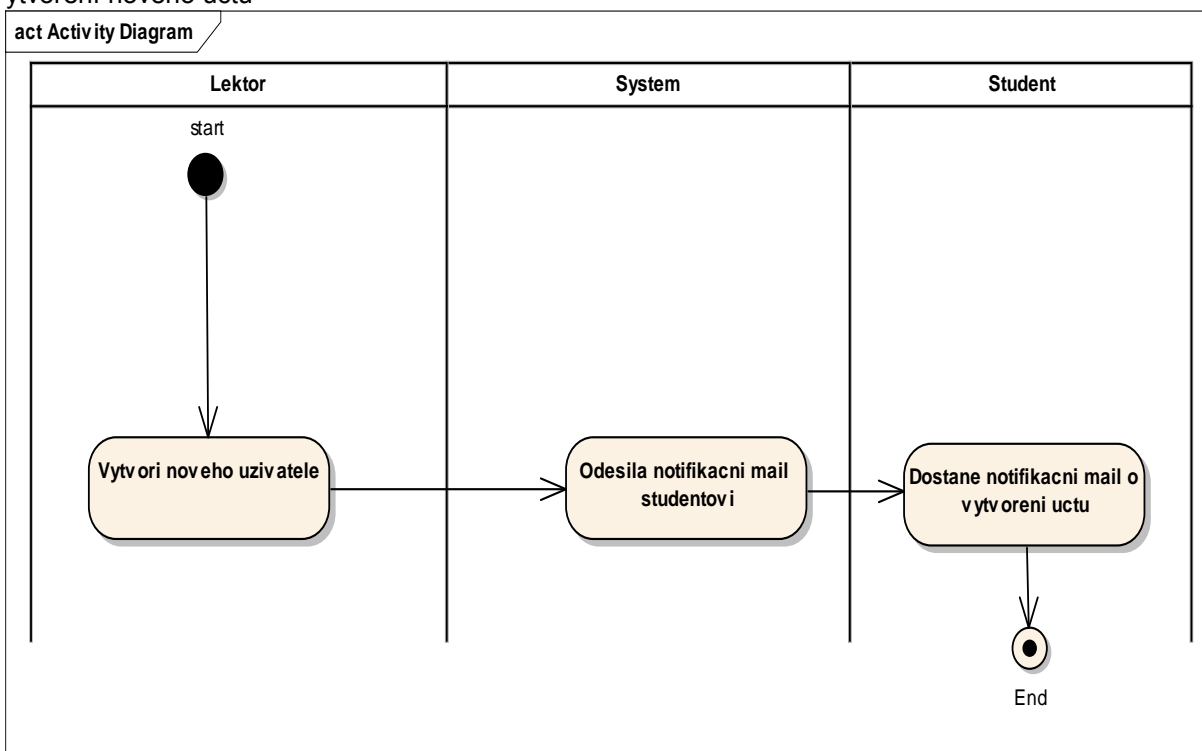 act Activity Diagram
Lektor
System
Student
start
Vytvori noveho uzivatele
Odesila notifikacni mail
studentovi
Dostane notifikacni mail o
vytvoreni uctu
End